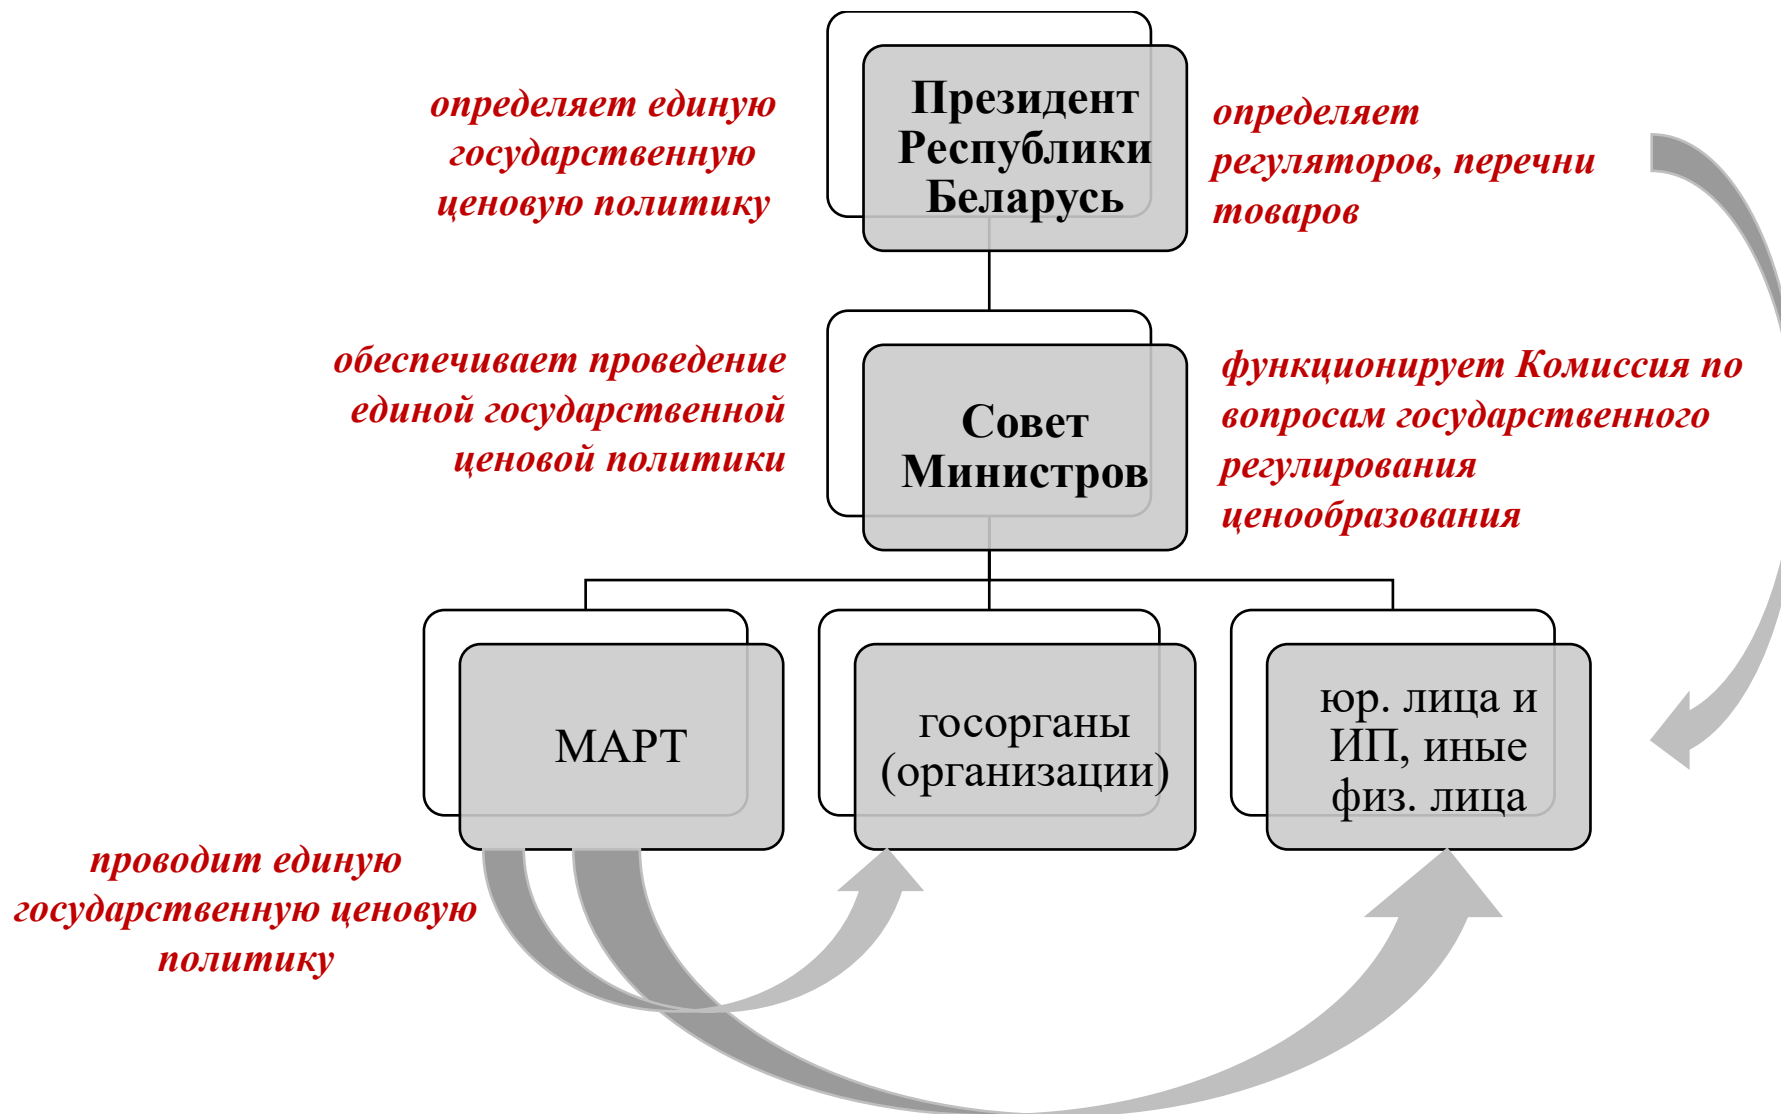 определяет единую
государственную
ценовую политику
Президент
Республики
Беларусь
определяет
регуляторов, перечни
товаров
обеспечивает проведение
единой государственной
ценовой политики
Совет
Министров
функционирует Комиссия по
вопросам государственного
регулирования
ценообразования
МАРТ
госорганы
(организации)
юр. лица и
ИП, иные
физ. лица
проводит единую
государственную ценовую
политику